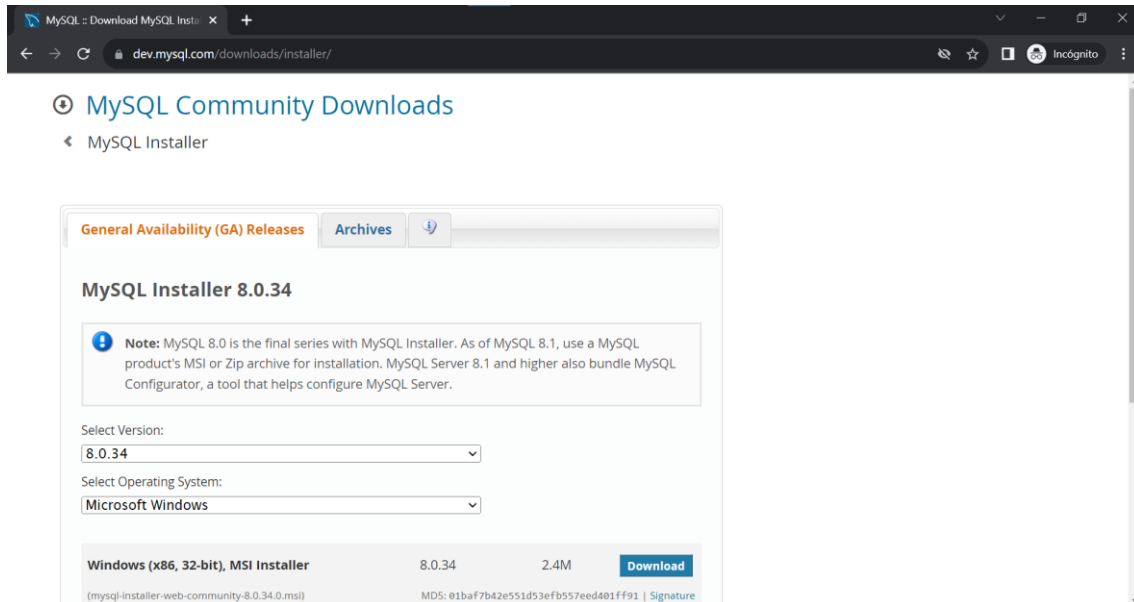 MySQL :: Download MySQL Instal
dev.mysql.com/downloads/installer/
Incógnito
MySQL Community Downloads
MySQL Installer
General Availability (GA) Releases
Archives
MySQL Installer 8.0.34
Note: MySQL 8.0 is the final series with MySQL Installer. As of MySQL 8.1, use a MySQL
product's MSI or Zip archive for installation. MySQL Server 8.1 and higher also bundle MySQL
Configurator, a tool that helps configure MySQL Server.
Select Version:
8.0.34
Select Operating System:
Microsoft Windows
Windows (x86, 32-bit), MSI Installer 8.0.34 2.4M Download
(mysql-installer-web-community-8.0.34.0.msi) MD5: 01baf7b42e551d53efb557eed401ff91 | Signature